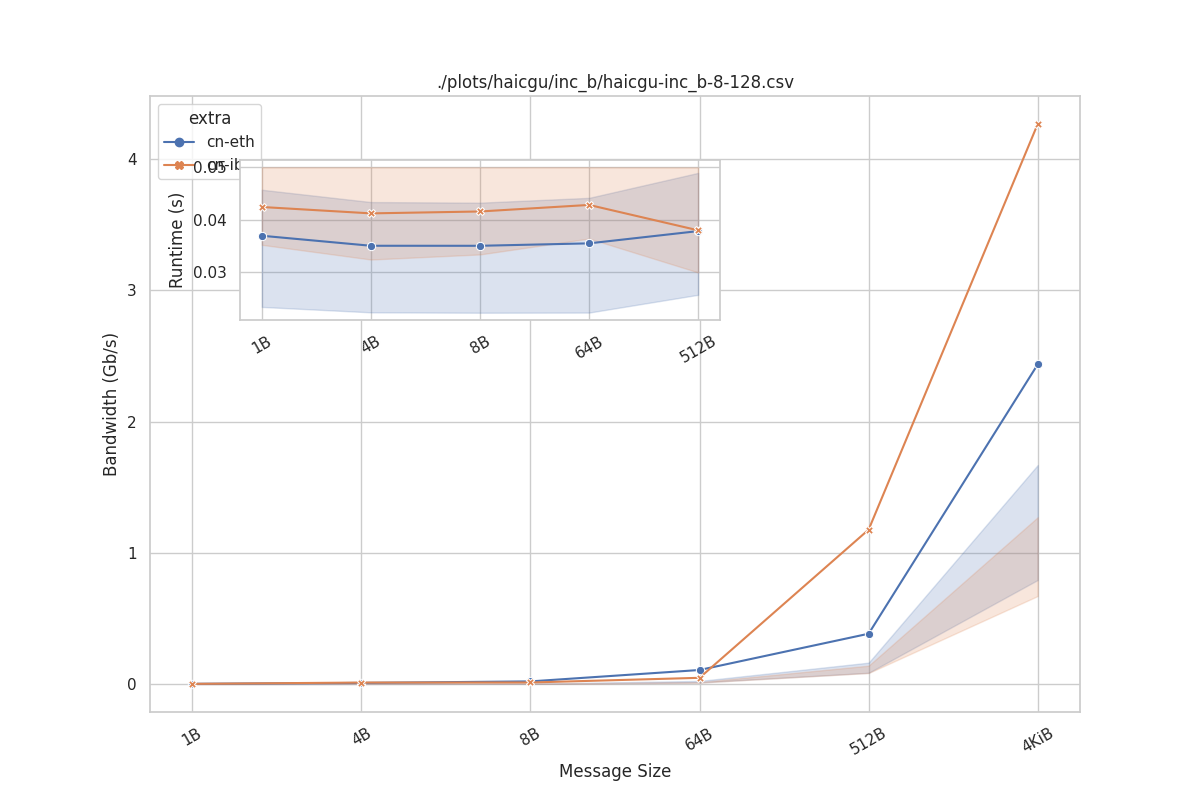 ./plots/haicgu/inc_b/haicgu-inc_b-8-128.csv
extra
cn-eth
cn-ib
Runtime (s)
0.05
0.04
0.03
1B
4B
8B
64B
512B
Bandwidth (Gb/s)
4
3
2
1
0
1B
4B
8B
64B
512B
4KiB
Message Size